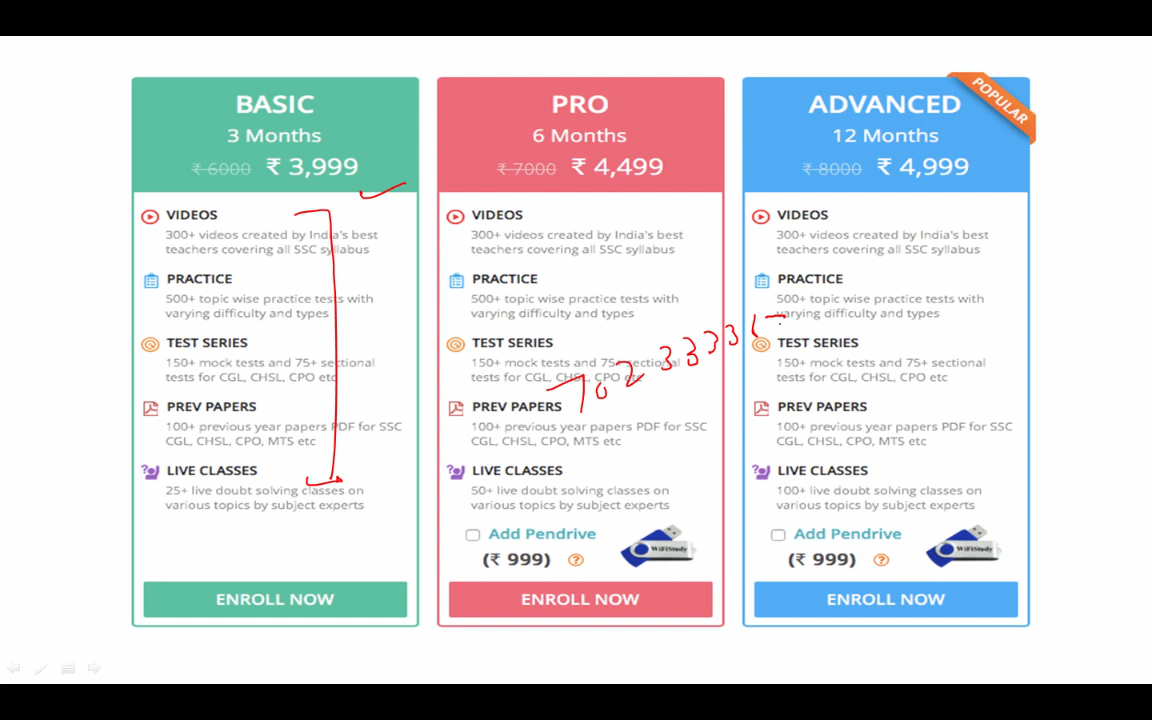 BASIC
3 Months
₹ 6000 ₹ 3,999
VIDEOS
300+ videos created by India's best
teachers covering all SSC syllabus
PRACTICE
500+ topic wise practice tests with
varying difficulty and types
TEST SERIES
150+ mock tests and 75+ sectional
tests for CGL, CHSL, CPO etc
PREV PAPERS
100+ previous year papers PDF for SSC
CGL, CHSL, CPO, MTS etc
LIVE CLASSES
25+ live doubt solving classes on
various topics by subject experts
ENROLL NOW
PRO
6 Months
₹ 7000 ₹ 4,499
VIDEOS
300+ videos created by India's best
teachers covering all SSC syllabus
PRACTICE
500+ topic wise practice tests with
varying difficulty and types
TEST SERIES
150+ mock tests and 75+ sectional
tests for CGL, CHSL, CPO etc
PREV PAPERS
100+ previous year papers PDF for SSC
CGL, CHSL, CPO, MTS etc
LIVE CLASSES
50+ live doubt solving classes on
various topics by subject experts
Add Pendrive
(₹ 999) ?
WiFiStudy
ENROLL NOW
POPULAR
ADVANCED
12 Months
₹ 8000 ₹ 4,999
VIDEOS
300+ videos created by India's best
teachers covering all SSC syllabus
PRACTICE
500+ topic wise practice tests with
varying difficulty and types
TEST SERIES
150+ mock tests and 75+ sectional
tests for CGL, CHSL, CPO etc
PREV PAPERS
100+ previous year papers PDF for SSC
CGL, CHSL, CPO, MTS etc
LIVE CLASSES
100+ live doubt solving classes on
various topics by subject experts
Add Pendrive
(₹ 999) ?
WiFiStudy
ENROLL NOW
7023333